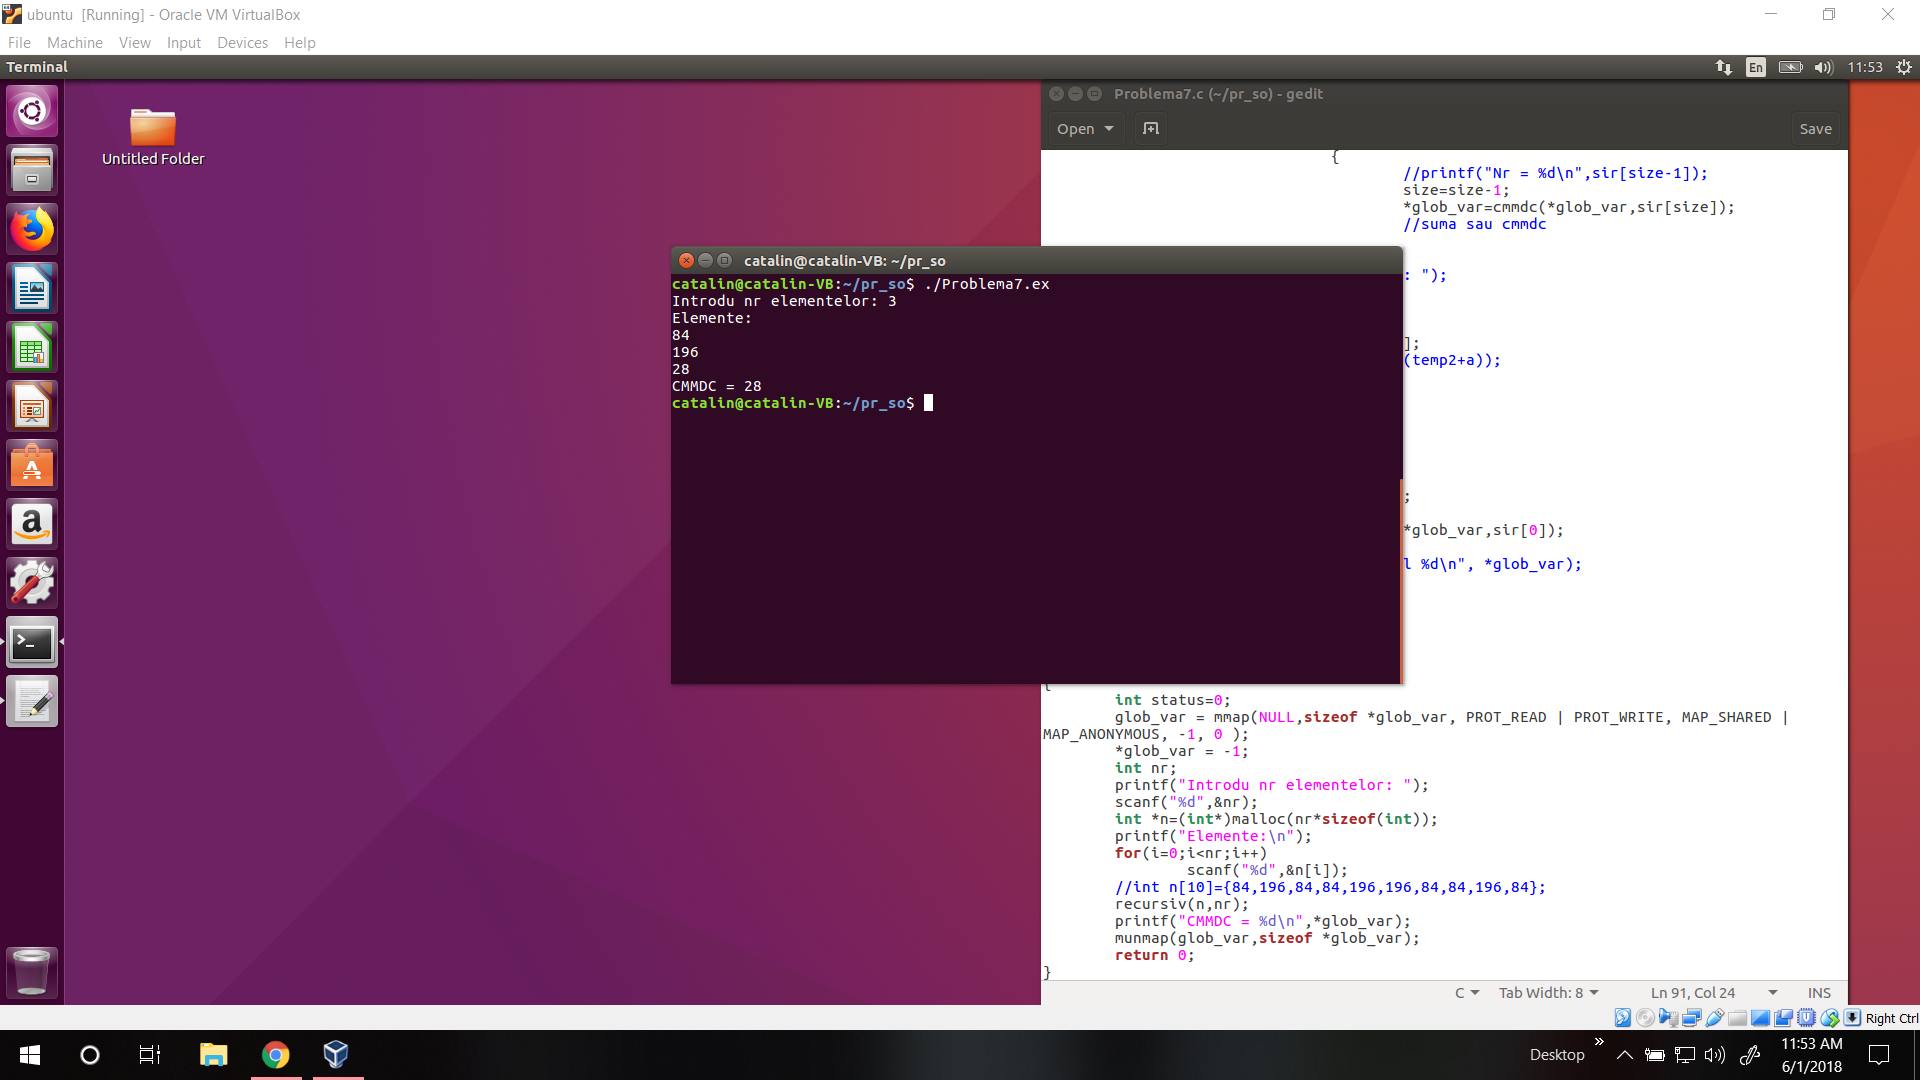 ubuntu [Running] - Oracle VM VirtualBox
File Machine View Input Devices Help
Terminal
En
11:53
Untitled Folder
Problema7.c (~/pr_so) - gedit
Open
Save
{
//printf("Nr = %d\n",sir[size-1]);
size=size-1;
*glob_var=cmmdc(*glob_var,sir[size]);
//suma sau cmmdc
: ");
];
(temp2+a));
;
*glob_var,sir[0]);
l %d\n", *glob_var);
catalin@catalin-VB: ~/pr_so
catalin@catalin-VB:~/pr_so$ ./Problema7.ex
Introdu nr elementelor: 3
Elemente:
84
196
28
CMMDC = 28
catalin@catalin-VB:~/pr_so$
{
int status=0;
glob_var = mmap(NULL,sizeof *glob_var, PROT_READ | PROT_WRITE, MAP_SHARED |
MAP_ANONYMOUS, -1, 0 );
*glob_var = -1;
int nr;
printf("Introdu nr elementelor: ");
scanf("%d",&nr);
int *n=(int*)malloc(nr*sizeof(int));
printf("Elemente:\n");
for(i=0;i<nr;i++)
scanf("%d",&n[i]);
//int n[10]={84,196,84,84,196,196,84,84,196,84};
recursiv(n,nr);
printf("CMMDC = %d\n",*glob_var);
munmap(glob_var,sizeof *glob_var);
return 0;
}
C
Tab Width: 8
Ln 91, Col 24
INS
Right Ctrl
Desktop
11:53 AM
6/1/2018